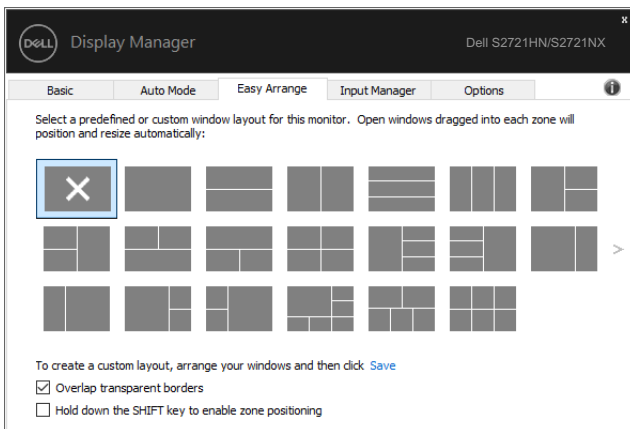 x
DELL Display Manager Dell S2721HN/S2721NX
Basic Auto Mode Easy Arrange Input Manager Options
Select a predefined or custom window layout for this monitor. Open windows dragged into each zone will
position and resize automatically:
To create a custom layout, arrange your windows and then click Save
Overlap transparent borders
Hold down the SHIFT key to enable zone positioning